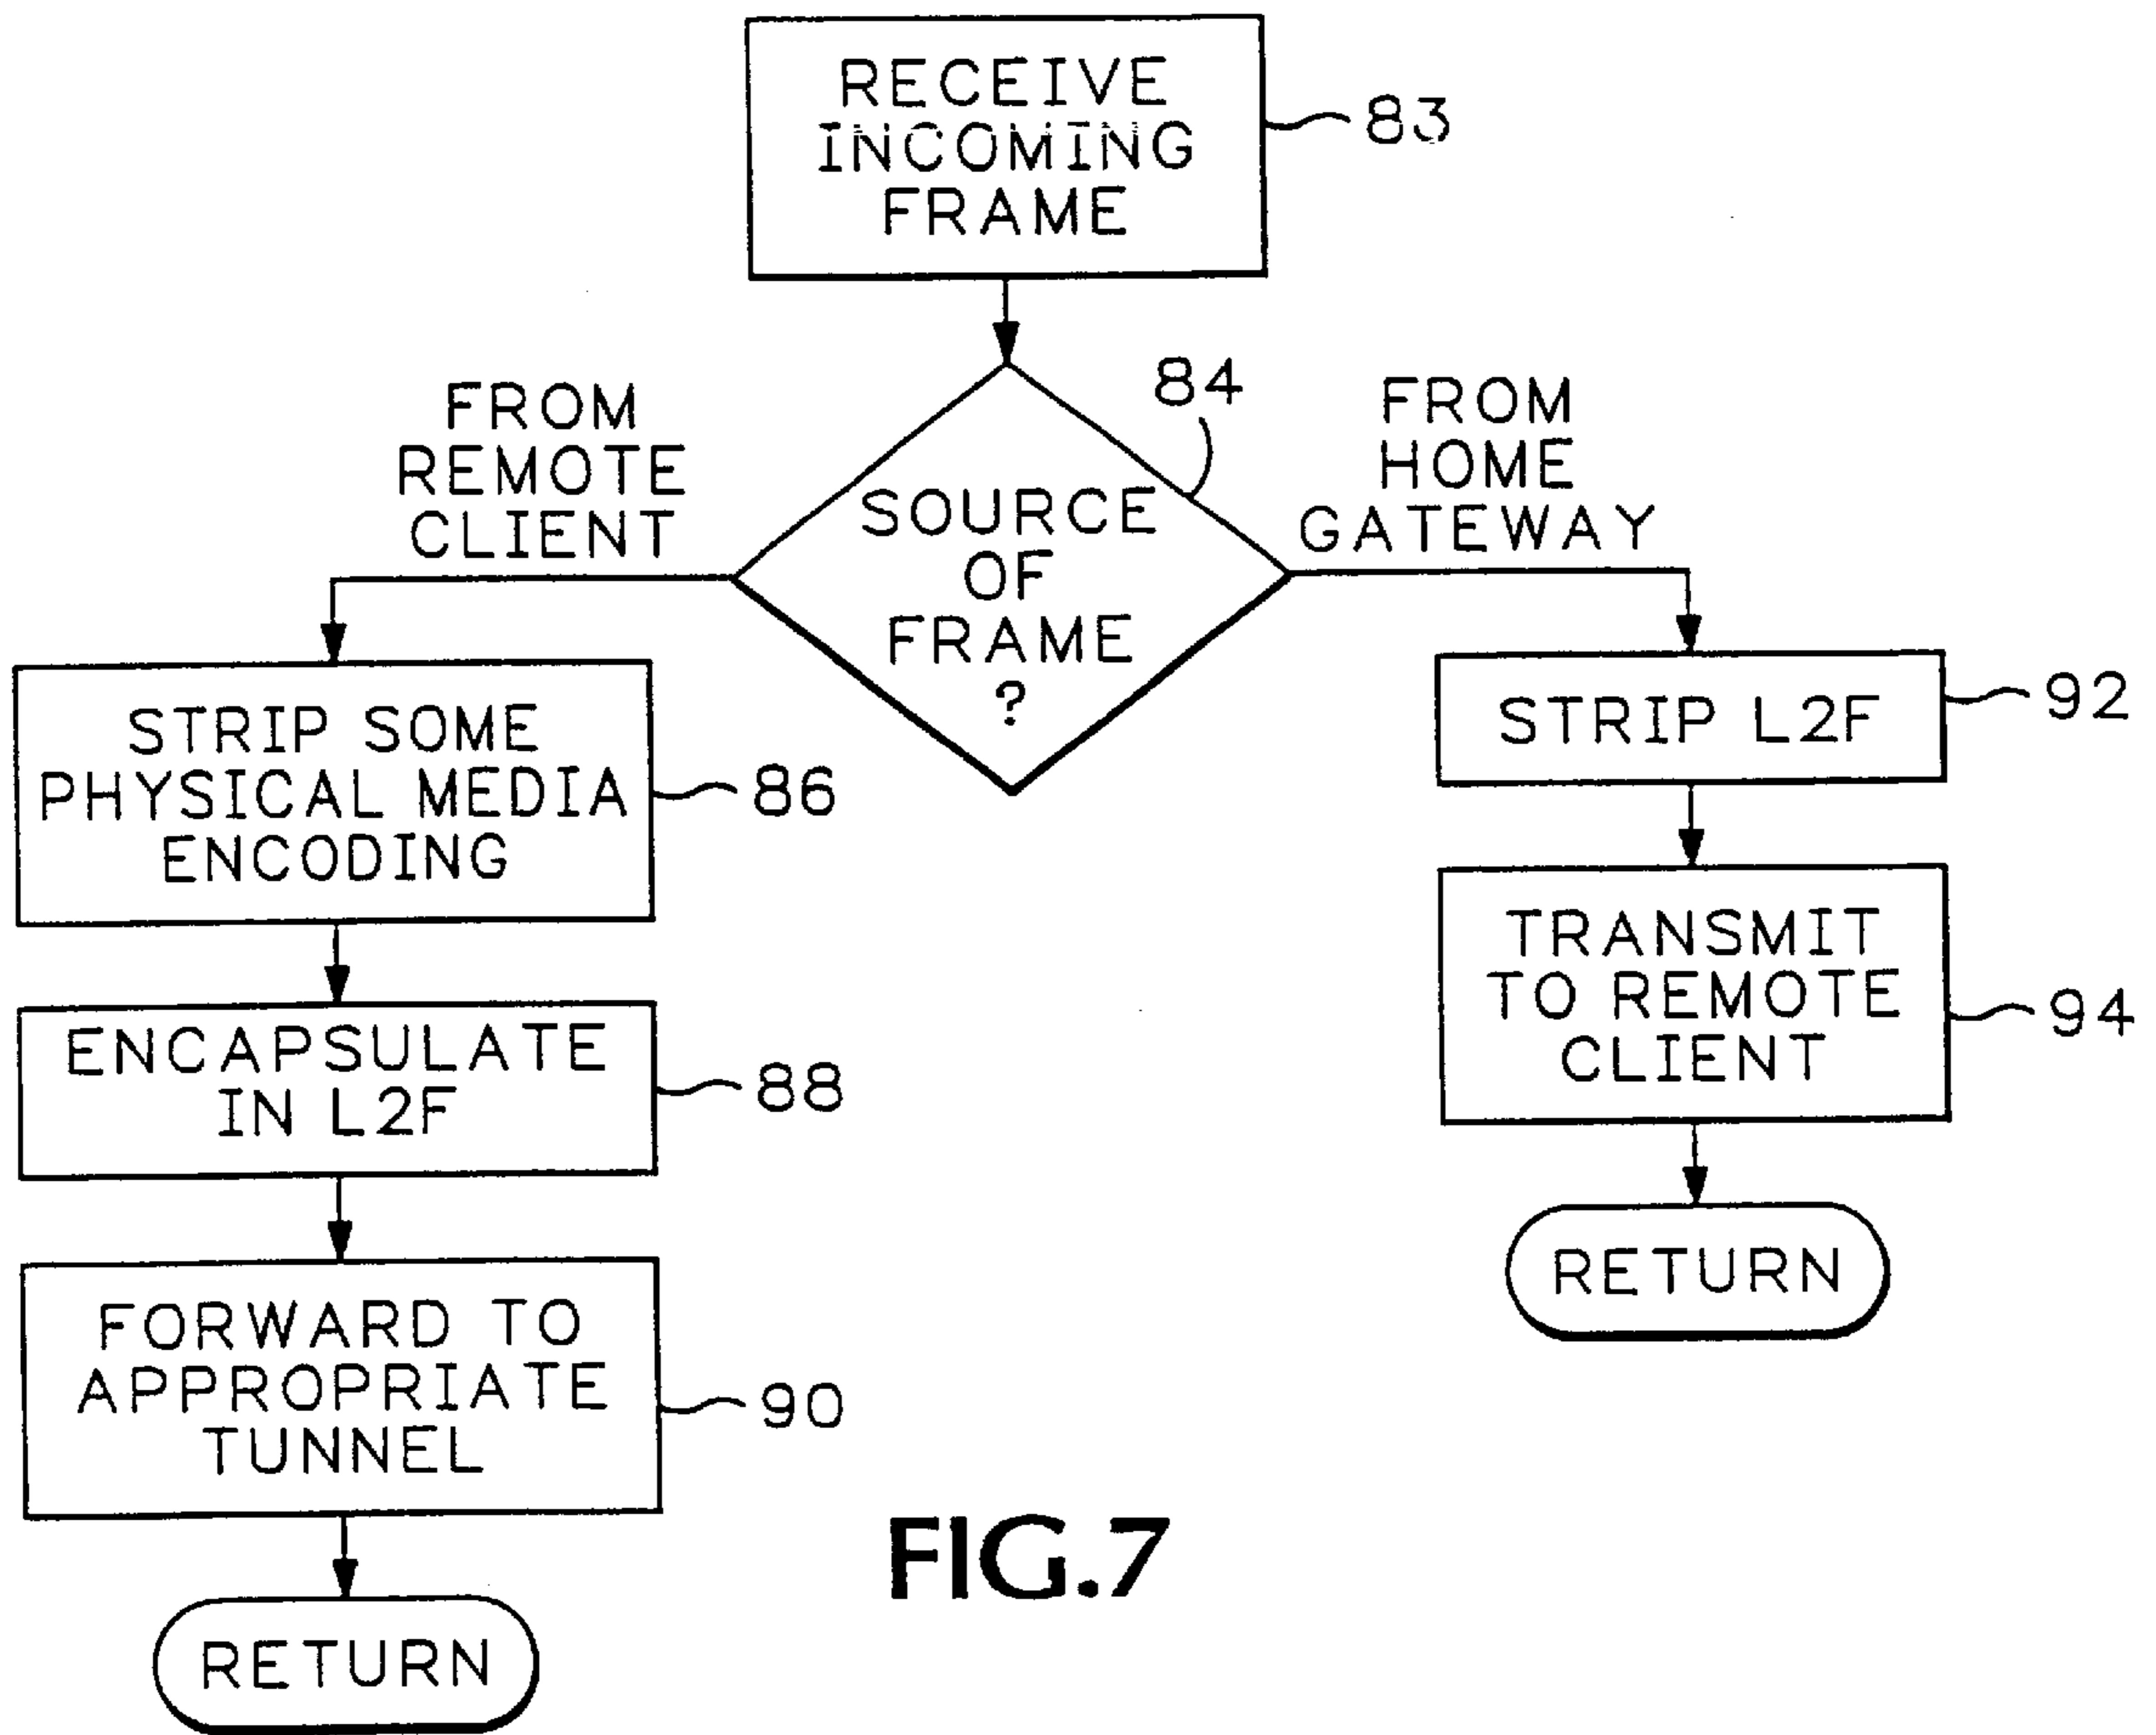 RECEIVE
INCOMING
FRAME
83
84
FROM
REMOTE
CLIENT
SOURCE
OF
FRAME
?
FROM
HOME
GATEWAY
STRIP SOME
PHYSICAL MEDIA
ENCODING
86
ENCAPSULATE
IN L2F
88
FORWARD TO
APPROPRIATE
TUNNEL
90
RETURN
STRIP L2F
92
TRANSMIT
TO REMOTE
CLIENT
94
RETURN
FIG.7